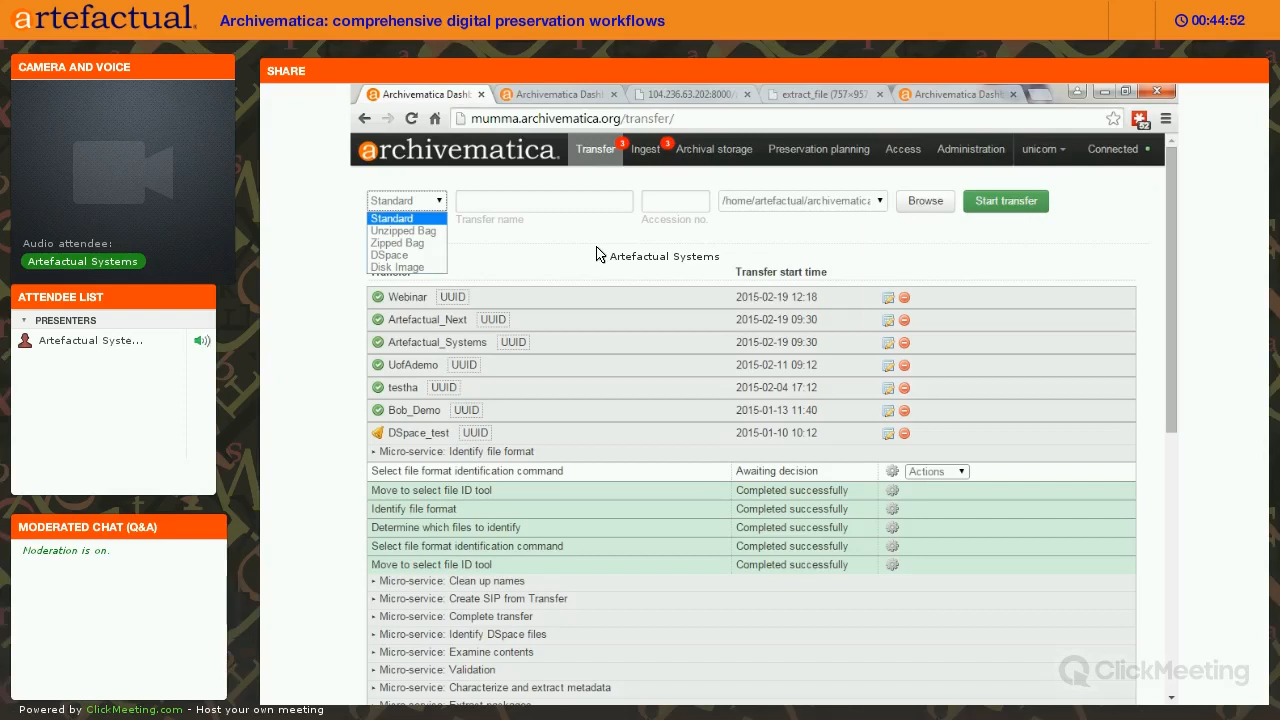 artefactual
Archivematica: comprehensive digital preservation workflows
00:44:52
CAMERA AND VOICE
Audio attendee:
Artefactual Systems
ATTENDEE LIST
PRESENTERS
Artefactual Syste...
MODERATED CHAT (Q&A)
Moderation is on.
Powered by ClickMeeting.com - Host your own meeting
SHARE
Archivematica Dashb
Archivematica Dashb
104.236.63.202:8000/
extract_file (757×957
Archivematica Dashb
mumma.archivematica.org/transfer/
52
archivematica
Transfer 3 Ingest 3 Archival storage Preservation planning Access Administration unicorn Connected
Standard /home/artefactual/archivematica Browse Start transfer
Transfer name Accession no.
Standard
Unzipped Bag
Zipped Bag
DSpace
Disk Image
Artefactual Systems
Transfer start time
Webinar UUID 2015-02-19 12:18
Artefactual_Next UUID 2015-02-19 09:30
Artefactual_Systems UUID 2015-02-19 09:30
UofAdemo UUID 2015-02-11 09:12
testha UUID 2015-02-04 17:12
Bob_Demo UUID 2015-01-13 11:40
DSpace_test UUID 2015-01-10 10:12
Micro-service: Identify file format
Select file format identification command Awaiting decision Actions
Move to select file ID tool Completed successfully
Identify file format Completed successfully
Determine which files to identify Completed successfully
Select file format identification command Completed successfully
Move to select file ID tool Completed successfully
Micro-service: Clean up names
Micro-service: Create SIP from Transfer
Micro-service: Complete transfer
Micro-service: Identify DSpace files
Micro-service: Examine contents
Micro-service: Validation
Micro-service: Characterize and extract metadata
Micro-service: Extract packages
ClickMeeting